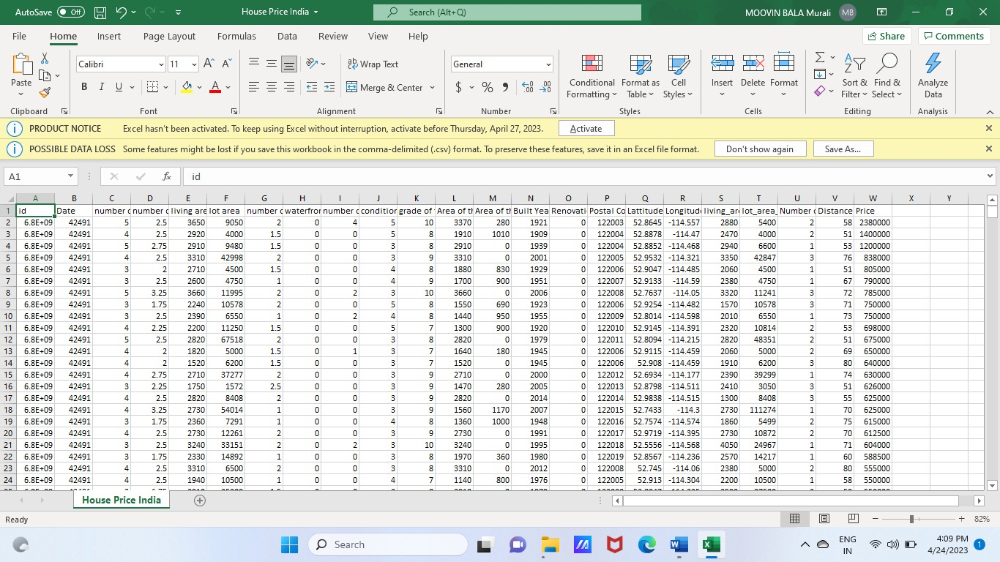 AutoSave Off House Price India Search (Alt+Q) MOOVIN BALA Murali MB
File Home Insert Page Layout Formulas Data Review View Help Share Comments
Calibri 11 A A ab Wrap Text General Σ A Z
Paste B I U A Merge & Center $ % 9 Conditional Formatting Format as Table Cell Styles Insert Delete Format Sort & Filter Find & Select Analyze Data
Clipboard Font Alignment Number Styles Cells Editing Analysis
PRODUCT NOTICE Excel hasn't been activated. To keep using Excel without interruption, activate before Thursday, April 27, 2023. Activate
POSSIBLE DATA LOSS Some features might be lost if you save this workbook in the comma-delimited (.csv) format. To preserve these features, save it in an Excel file format. Don't show again Save As...
A1 fx id
A B C D E F G H I J K L M N O P Q R S T U V W X Y
1 id Date number o number o living are lot area number o waterfron number o condition grade of t Area of th Area of th Built Yea Renovati Postal Co Lattitude Longitud living_are lot_area_ Number o Distance Price
2 6.8E+09 42491 5 2.5 3650 9050 2 0 4 5 10 3370 280 1921 0 122003 52.8645 -114.557 2880 5400 2 58 2380000
3 6.8E+09 42491 4 2.5 2920 4000 1.5 0 0 5 8 1910 1010 1909 0 122004 52.8878 -114.47 2470 4000 2 51 1400000
4 6.8E+09 42491 5 2.75 2910 9480 1.5 0 0 3 8 2910 0 1939 0 122004 52.8852 -114.468 2940 6600 1 53 1200000
5 6.8E+09 42491 4 2.5 3310 42998 2 0 0 3 9 3310 0 2001 0 122005 52.9532 -114.321 3350 42847 3 76 838000
6 6.8E+09 42491 3 2 2710 4500 1.5 0 0 4 8 1880 830 1929 0 122006 52.9047 -114.485 2060 4500 1 51 805000
7 6.8E+09 42491 3 2.5 2600 4750 1 0 0 4 9 1700 900 1951 0 122007 52.9133 -114.59 2380 4750 1 67 790000
8 6.8E+09 42491 5 3.25 3660 11995 2 0 2 3 10 3660 0 2006 0 122008 52.7637 -114.05 3320 11241 3 72 785000
9 6.8E+09 42491 3 1.75 2240 10578 2 0 0 5 8 1550 690 1923 0 122006 52.9254 -114.482 1570 10578 3 71 750000
10 6.8E+09 42491 3 2.5 2390 6550 1 0 2 4 8 1440 950 1955 0 122009 52.8014 -114.598 2010 6550 1 73 750000
11 6.8E+09 42491 4 2.25 2200 11250 1.5 0 0 5 7 1300 900 1920 0 122010 52.9145 -114.391 2320 10814 2 53 698000
12 6.8E+09 42491 5 2.5 2820 67518 2 0 0 3 8 2820 0 1979 0 122011 52.8094 -114.215 2820 48351 2 51 675000
13 6.8E+09 42491 4 2 1820 5000 1.5 0 1 3 7 1640 180 1945 0 122006 52.9115 -114.459 2060 5000 2 69 650000
14 6.8E+09 42491 4 2 1520 6200 1.5 0 0 3 7 1520 0 1945 0 122006 52.908 -114.459 1910 6200 3 80 640000
15 6.8E+09 42491 4 2.75 2710 37277 2 0 0 3 9 2710 0 2000 0 122012 52.6934 -114.177 2390 39299 1 74 630000
16 6.8E+09 42491 3 2.25 1750 1572 2.5 0 0 3 9 1470 280 2005 0 122013 52.8798 -114.511 2410 3050 3 51 626000
17 6.8E+09 42491 4 2.5 2820 8408 2 0 0 3 9 2820 0 2014 0 122014 52.9838 -114.515 1300 8408 3 55 625000
18 6.8E+09 42491 4 3.25 2730 54014 1 0 0 3 9 1560 1170 2007 0 122015 52.7433 -114.3 2730 111274 1 70 625000
19 6.8E+09 42491 3 1.75 2360 7291 1 0 0 4 8 1360 1000 1948 0 122016 52.7574 -114.574 1860 5499 2 75 615000
20 6.8E+09 42491 4 2.5 2730 12261 2 0 0 3 9 2730 0 1991 0 122017 52.9719 -114.395 2730 10872 2 70 612500
21 6.8E+09 42491 3 2.5 3240 33151 2 0 2 3 10 3240 0 1995 0 122018 52.5556 -114.568 4050 24967 1 71 604000
22 6.8E+09 42491 3 1.75 2330 14892 1 0 0 3 8 1970 360 1980 0 122019 52.8567 -114.236 2570 14217 1 60 588500
23 6.8E+09 42491 4 2.5 3310 6500 2 0 0 3 8 3310 0 2012 0 122008 52.745 -114.06 2380 5000 2 80 555000
24 6.8E+09 42491 4 2.5 1940 10500 1 0 0 4 7 1140 800 1976 0 122005 52.913 -114.304 2200 10500 1 58 550000
House Price India
Ready 82%
Search ENG IN 4:09 PM 4/24/2023 1